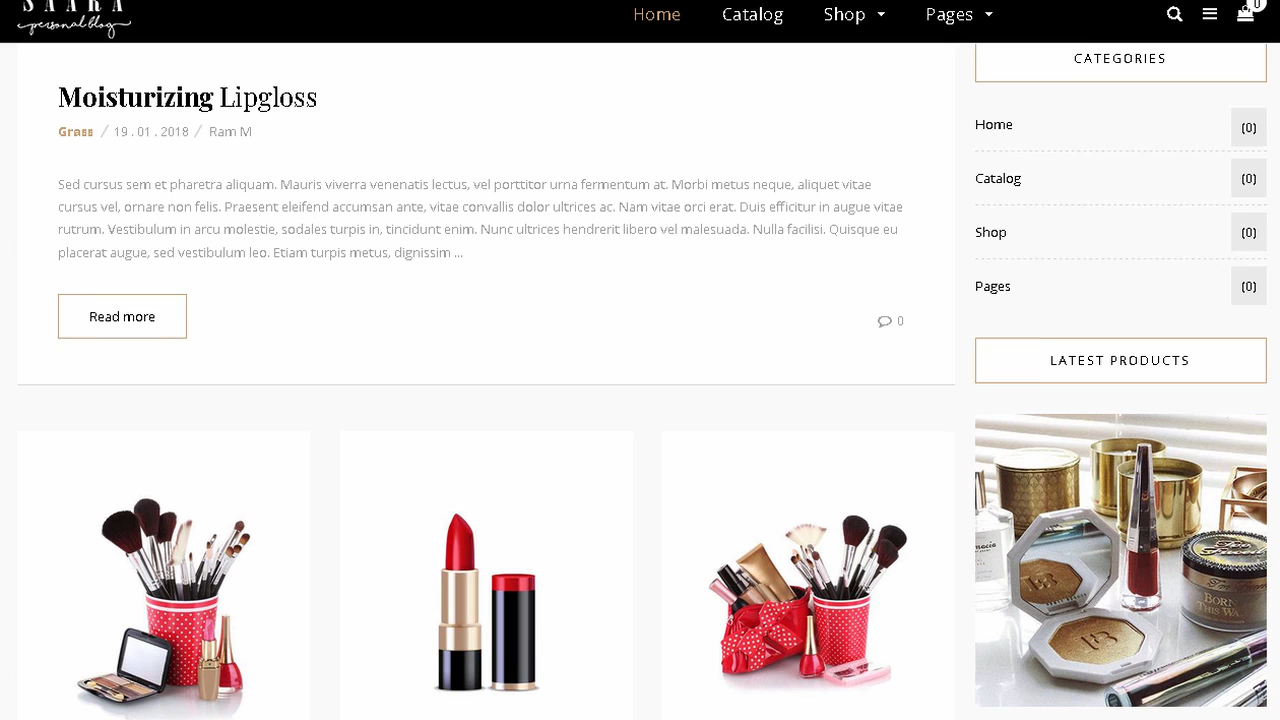 SAARA
personal blog
Home Catalog Shop Pages
0
Moisturizing Lipgloss
Grass / 19 . 01 . 2018 / Ram M
Sed cursus sem et pharetra aliquam. Mauris viverra venenatis lectus, vel porttitor urna fermentum at. Morbi metus neque, aliquet vitae
cursus vel, ornare non felis. Praesent eleifend accumsan ante, vitae convallis dolor ultrices ac. Nam vitae orci erat. Duis efficitur in augue vitae
rutrum. Vestibulum in arcu molestie, sodales turpis in, tincidunt enim. Nunc ultrices hendrerit libero vel malesuada. Nulla facilisi. Quisque eu
placerat augue, sed vestibulum leo. Etiam turpis metus, dignissim ...
Read more
0
CATEGORIES
Home (0)
Catalog (0)
Shop (0)
Pages (0)
LATEST PRODUCTS
BORN
THIS WA